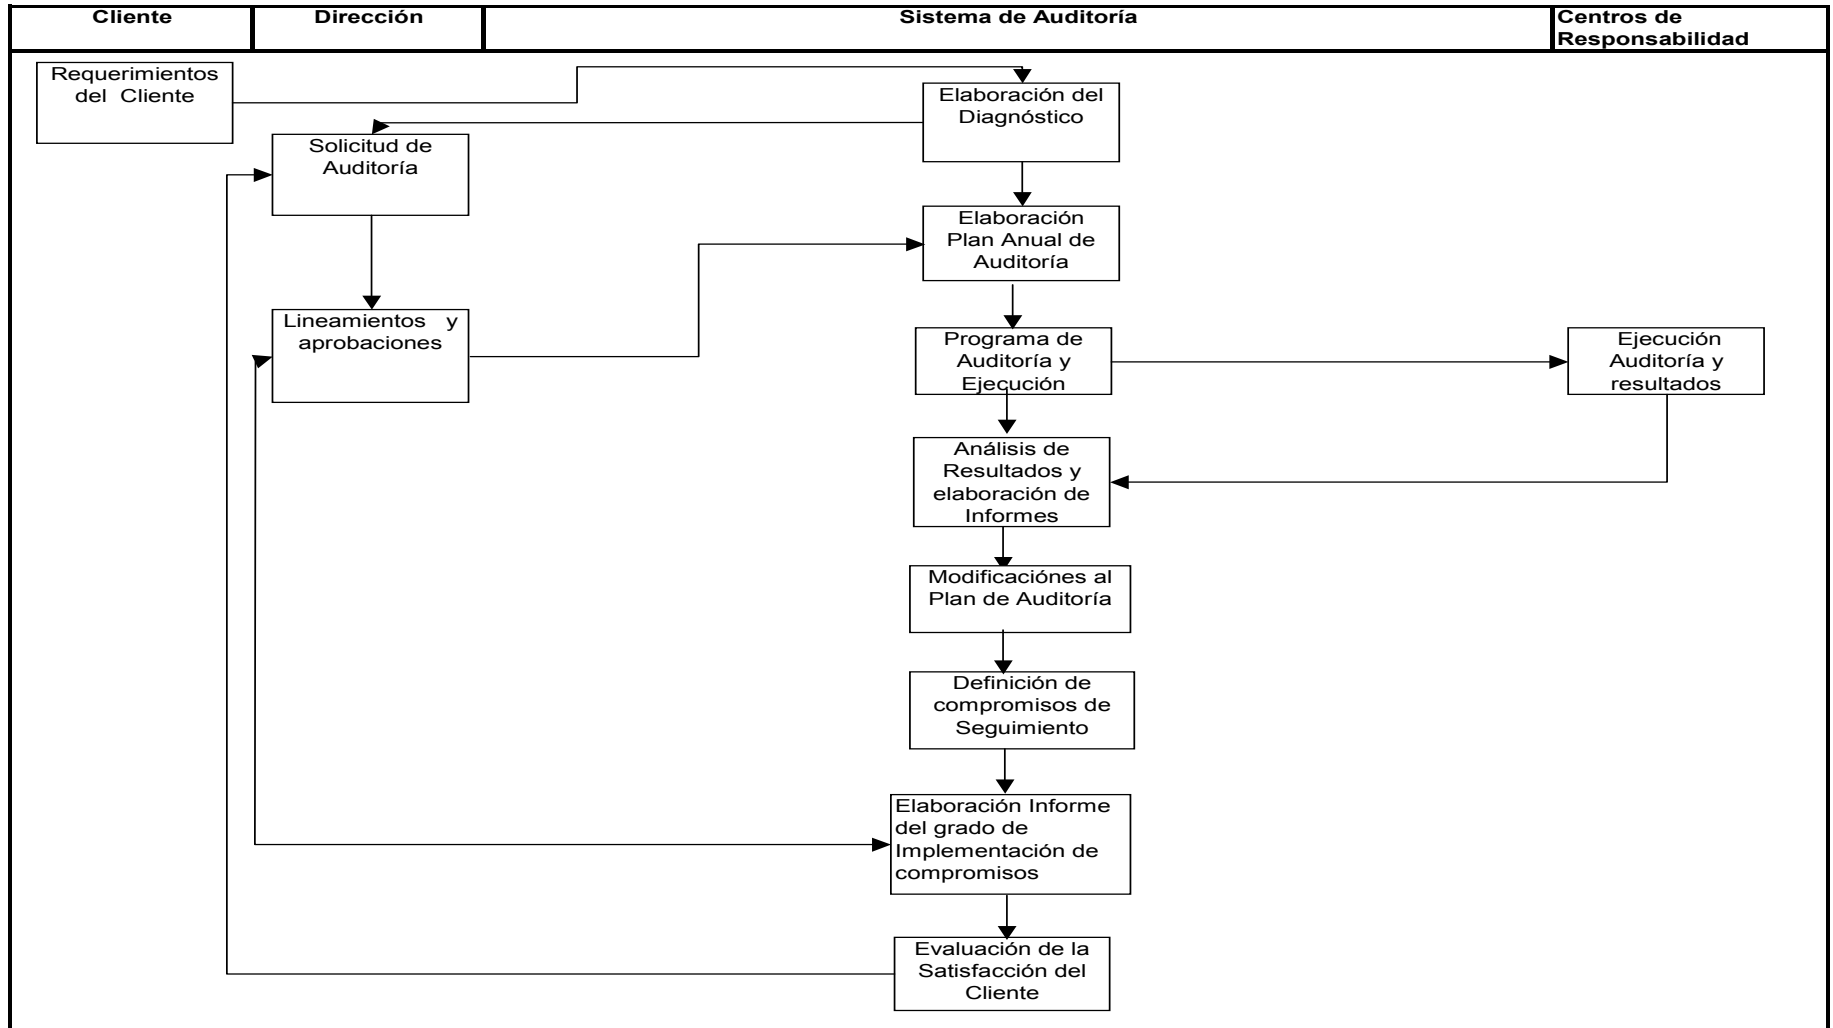 Cliente
Dirección
Sistema de Auditoría
Centros de
Responsabilidad
Requerimientos
del Cliente
Elaboración del
Diagnóstico
Solicitud de
Auditoría
Elaboración
Plan Anual de
Auditoría
Lineamientos y
aprobaciones
Programa de
Auditoría y
Ejecución
Ejecución
Auditoría y
resultados
Análisis de
Resultados y
elaboración de
Informes
Modificaciónes al
Plan de Auditoría
Definición de
compromisos de
Seguimiento
Elaboración Informe
del grado de
Implementación de
compromisos
Evaluación de la
Satisfacción del
Cliente